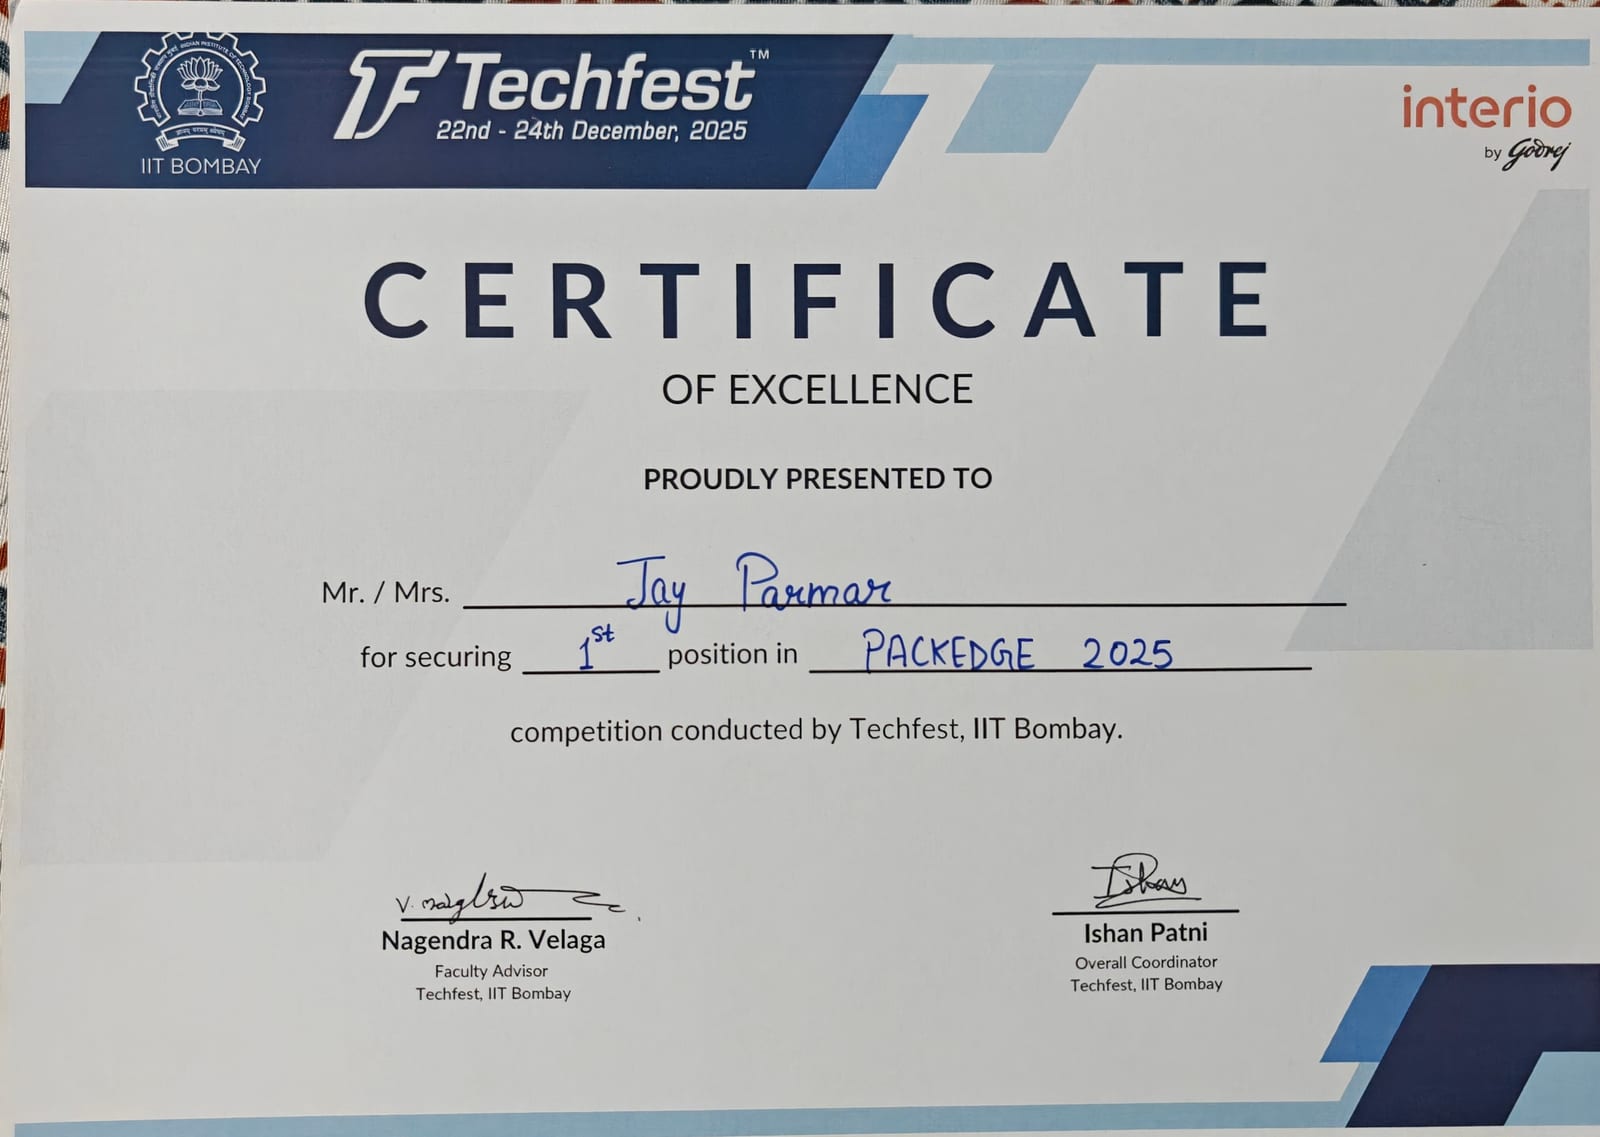 IIT BOMBAY
Techfest™
22nd - 24th December, 2025
interio
by Godrej
CERTIFICATE
OF EXCELLENCE
PROUDLY PRESENTED TO
Mr. / Mrs. Jay Parmar
for securing 1st position in PACKEDGE 2025
competition conducted by Techfest, IIT Bombay.
Nagendra R. Velaga
Faculty Advisor
Techfest, IIT Bombay
Ishan
Ishan Patni
Overall Coordinator
Techfest, IIT Bombay